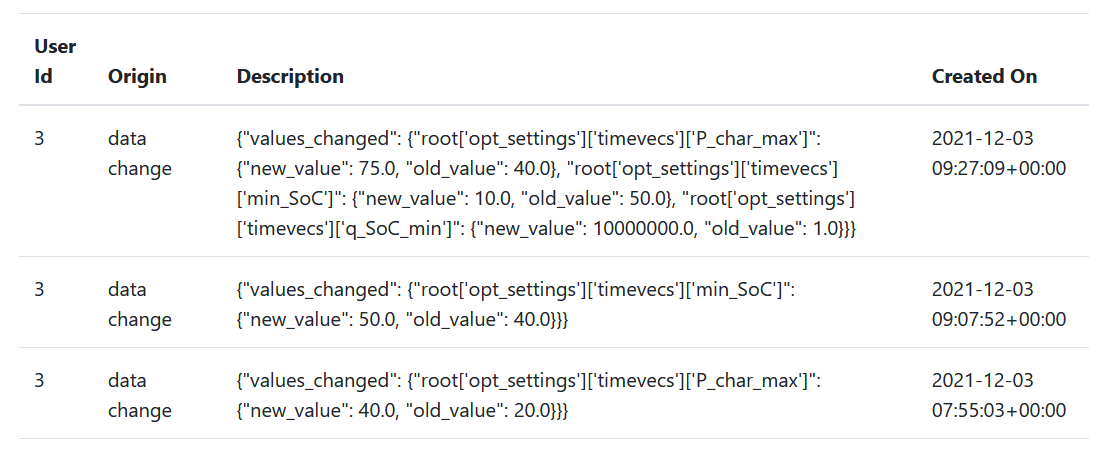 User Id Origin Description Created On
3 data change {"values_changed": {"root['opt_settings']['timevecs']['P_char_max']": 2021-12-03
{"new_value": 75.0, "old_value": 40.0}, "root['opt_settings']['timevecs'] 09:27:09+00:00
['min_SoC']": {"new_value": 10.0, "old_value": 50.0}, "root['opt_settings']
['timevecs']['q_SoC_min']": {"new_value": 10000000.0, "old_value": 1.0}}}
3 data change {"values_changed": {"root['opt_settings']['timevecs']['min_SoC']": 2021-12-03
{"new_value": 50.0, "old_value": 40.0}}} 09:07:52+00:00
3 data change {"values_changed": {"root['opt_settings']['timevecs']['P_char_max']": 2021-12-03
{"new_value": 40.0, "old_value": 20.0}}} 07:55:03+00:00